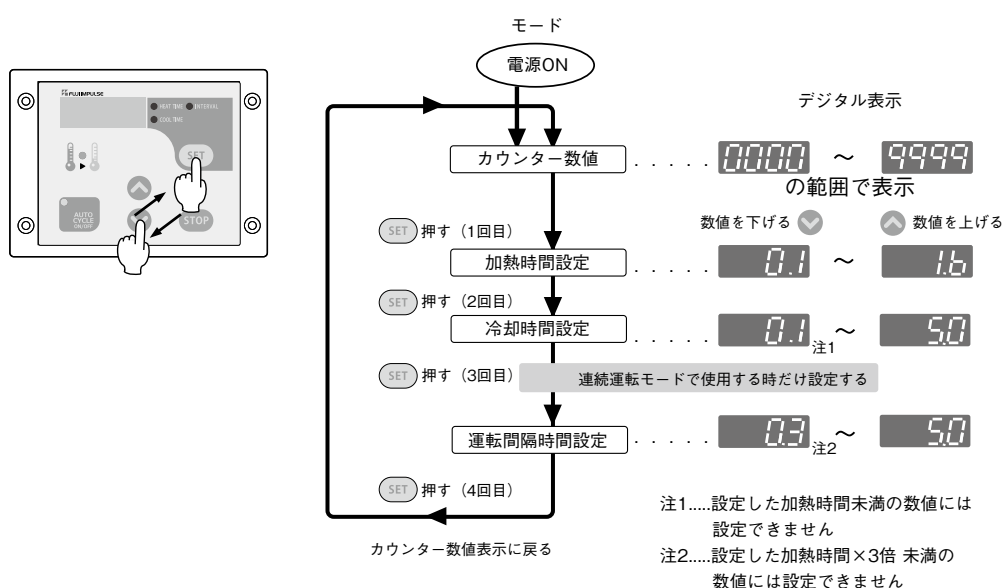 モード
電源ON
FUJI IMPULSE
HEAT TIME
INTERVAL
COOL TIME
SET
AUTO
CYCLE
ON/OFF
STOP
デジタル表示
カウンター数値 ..... 0000 ～ 9999
の範囲で表示
数値を下げる 数値を上げる
SET 押す（1回目）
加熱時間設定 ..... 0.1 ～ 1.6
SET 押す（2回目）
冷却時間設定 ..... 0.1 注1 ～ 5.0
SET 押す（3回目） 連続運転モードで使用する時だけ設定する
運転間隔時間設定 ..... 0.3 注2 ～ 5.0
SET 押す（4回目）
カウンター数値表示に戻る
注1.....設定した加熱時間未満の数値には
設定できません
注2.....設定した加熱時間×3倍 未満の
数値には設定できません